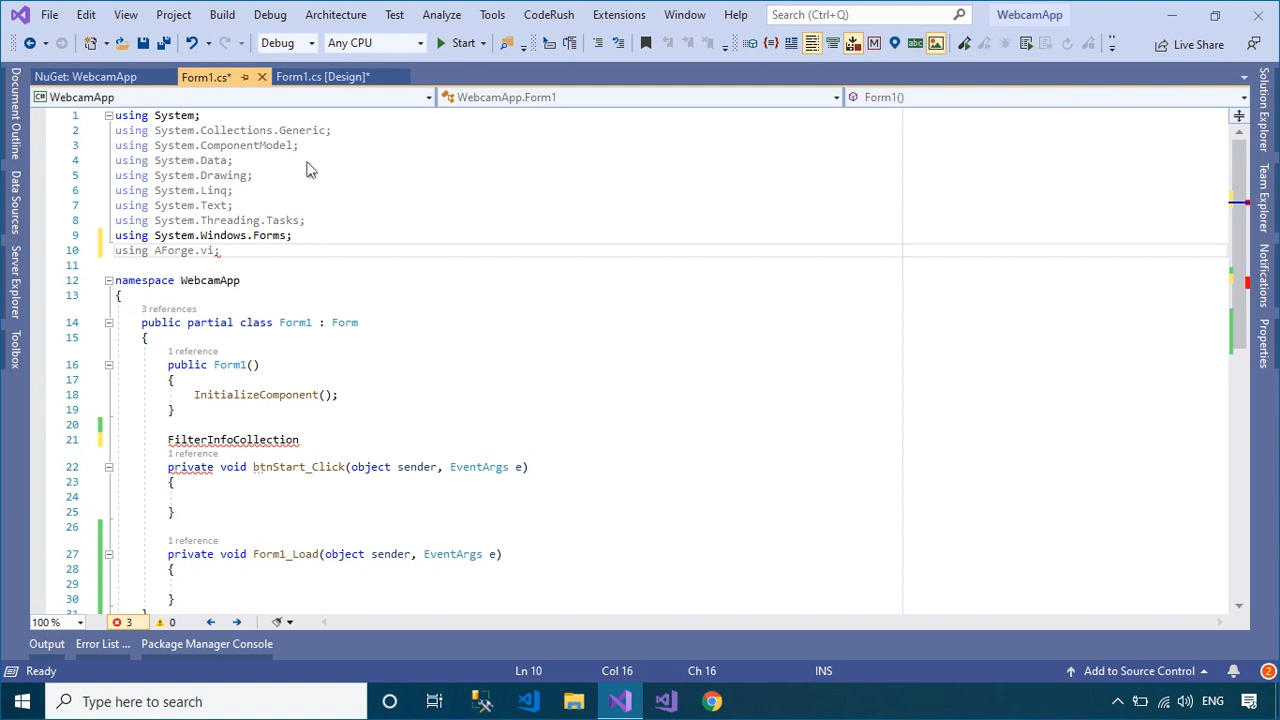 File Edit View Project Build Debug Architecture Test Analyze Tools CodeRush Extensions Window Help Search (Ctrl+Q) WebcamApp
Debug Any CPU Start Live Share
NuGet: WebcamApp Form1.cs* Form1.cs [Design]*
WebcamApp WebcamApp.Form1 Form1()
Document Outline
Data Sources
Server Explorer
Toolbox
1 using System;
2 using System.Collections.Generic;
3 using System.ComponentModel;
4 using System.Data;
5 using System.Drawing;
6 using System.Linq;
7 using System.Text;
8 using System.Threading.Tasks;
9 using System.Windows.Forms;
10 using AForge.vi;
11
12 namespace WebcamApp
13 {
3 references
14 public partial class Form1 : Form
15 {
1 reference
16 public Form1()
17 {
18 InitializeComponent();
19 }
20
21 FilterInfoCollection
1 reference
22 private void btnStart_Click(object sender, EventArgs e)
23 {
24
25 }
26
1 reference
27 private void Form1_Load(object sender, EventArgs e)
28 {
29
30 }
31 }
Solution Explorer
Team Explorer
Notifications
Properties
100 % 3 0
Output Error List ... Package Manager Console
Ready Ln 10 Col 16 Ch 16 INS Add to Source Control 2
Type here to search ENG